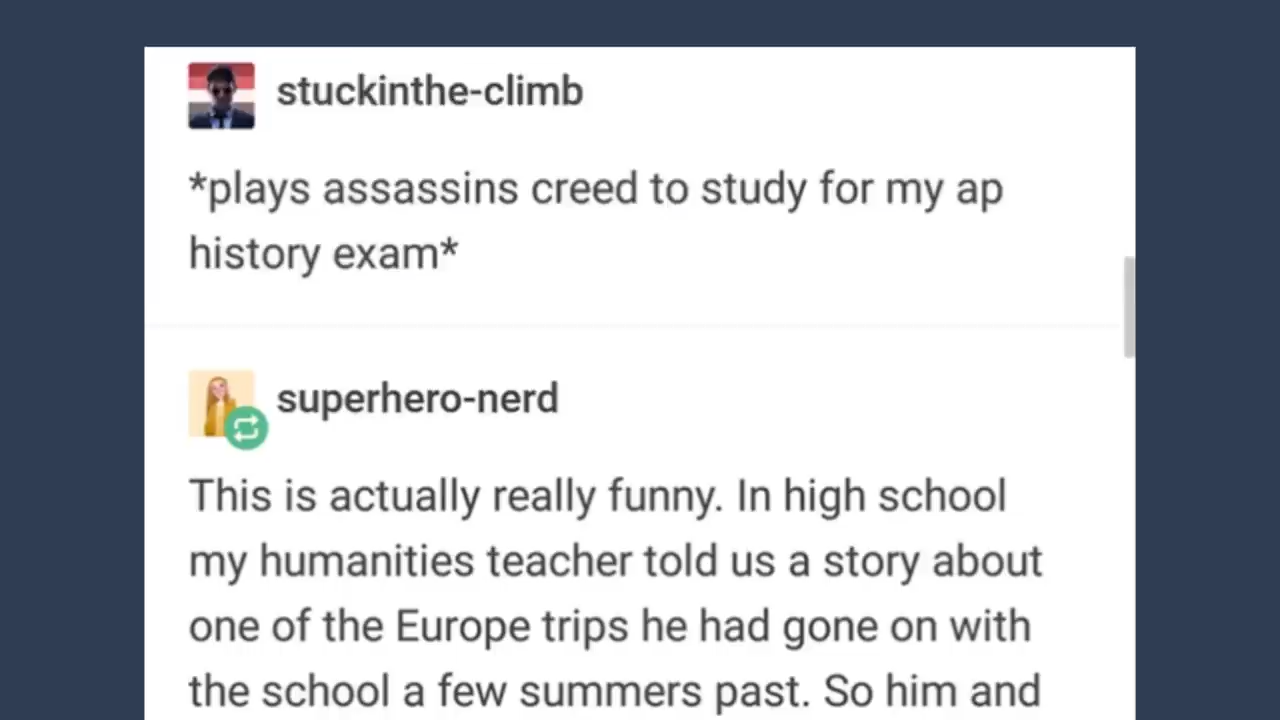 stuckinthe-climb
*plays assassins creed to study for my ap
history exam*
superhero-nerd
This is actually really funny. In high school
my humanities teacher told us a story about
one of the Europe trips he had gone on with
the school a few summers past. So him and